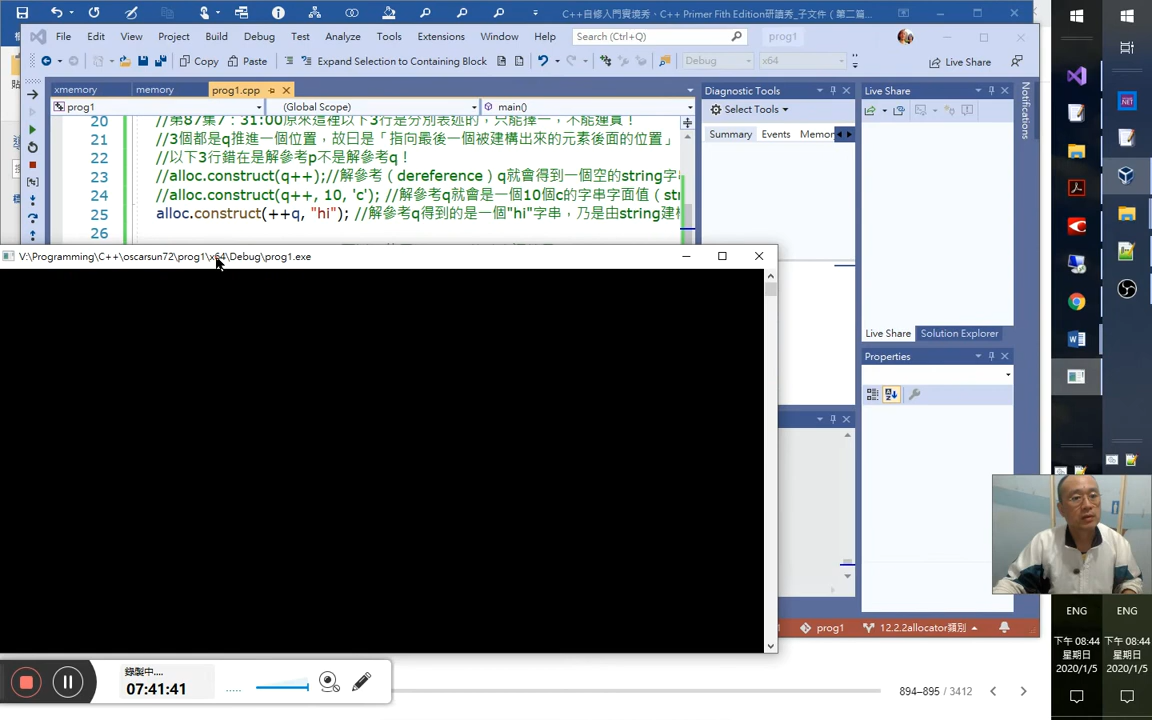 C++自修人門實境秀、C++ Primer Fith Edition研讀秀_子文件（第二篇...
File Edit View Project Build Debug Test Analyze Tools Extensions Window Help Search (Ctrl+Q) prog1
Copy Paste Expand Selection to Containing Block Debug x64 Live Share
xmemory memory prog1.cpp
prog1 (Global Scope) main()
20 //第87集7：31:00原來這裡以下3行是分別表述的，只能擇一，不能連貫！
21 //3個都是q推進一個位置，故曰是「指向最後一個被建構出來的元素後面的位置」
22 //以下3行錯在是解參考p不是解參考q！
23 //alloc.construct(q++);//解參考（dereference）q就會得到一個空的string字串
24 //alloc.construct(q++, 10, 'c'); //解參考q就會是一個10個c的字串字面值（str
25 alloc.construct(++q, "hi"); //解參考q得到的是一個"hi"字串，乃是由string建構
26
Diagnostic Tools
Select Tools
Summary Events Memor
Live Share
Notifications
Live Share Solution Explorer
Properties
V:\Programming\C++\oscarsun72\prog1\x64\Debug\prog1.exe
prog1 12.2.2allocator類別
錄製中....
07:41:41
894–895 / 3412
ENG ENG
下午 08:44 下午 08:44
星期日 星期日
2020/1/5 2020/1/5